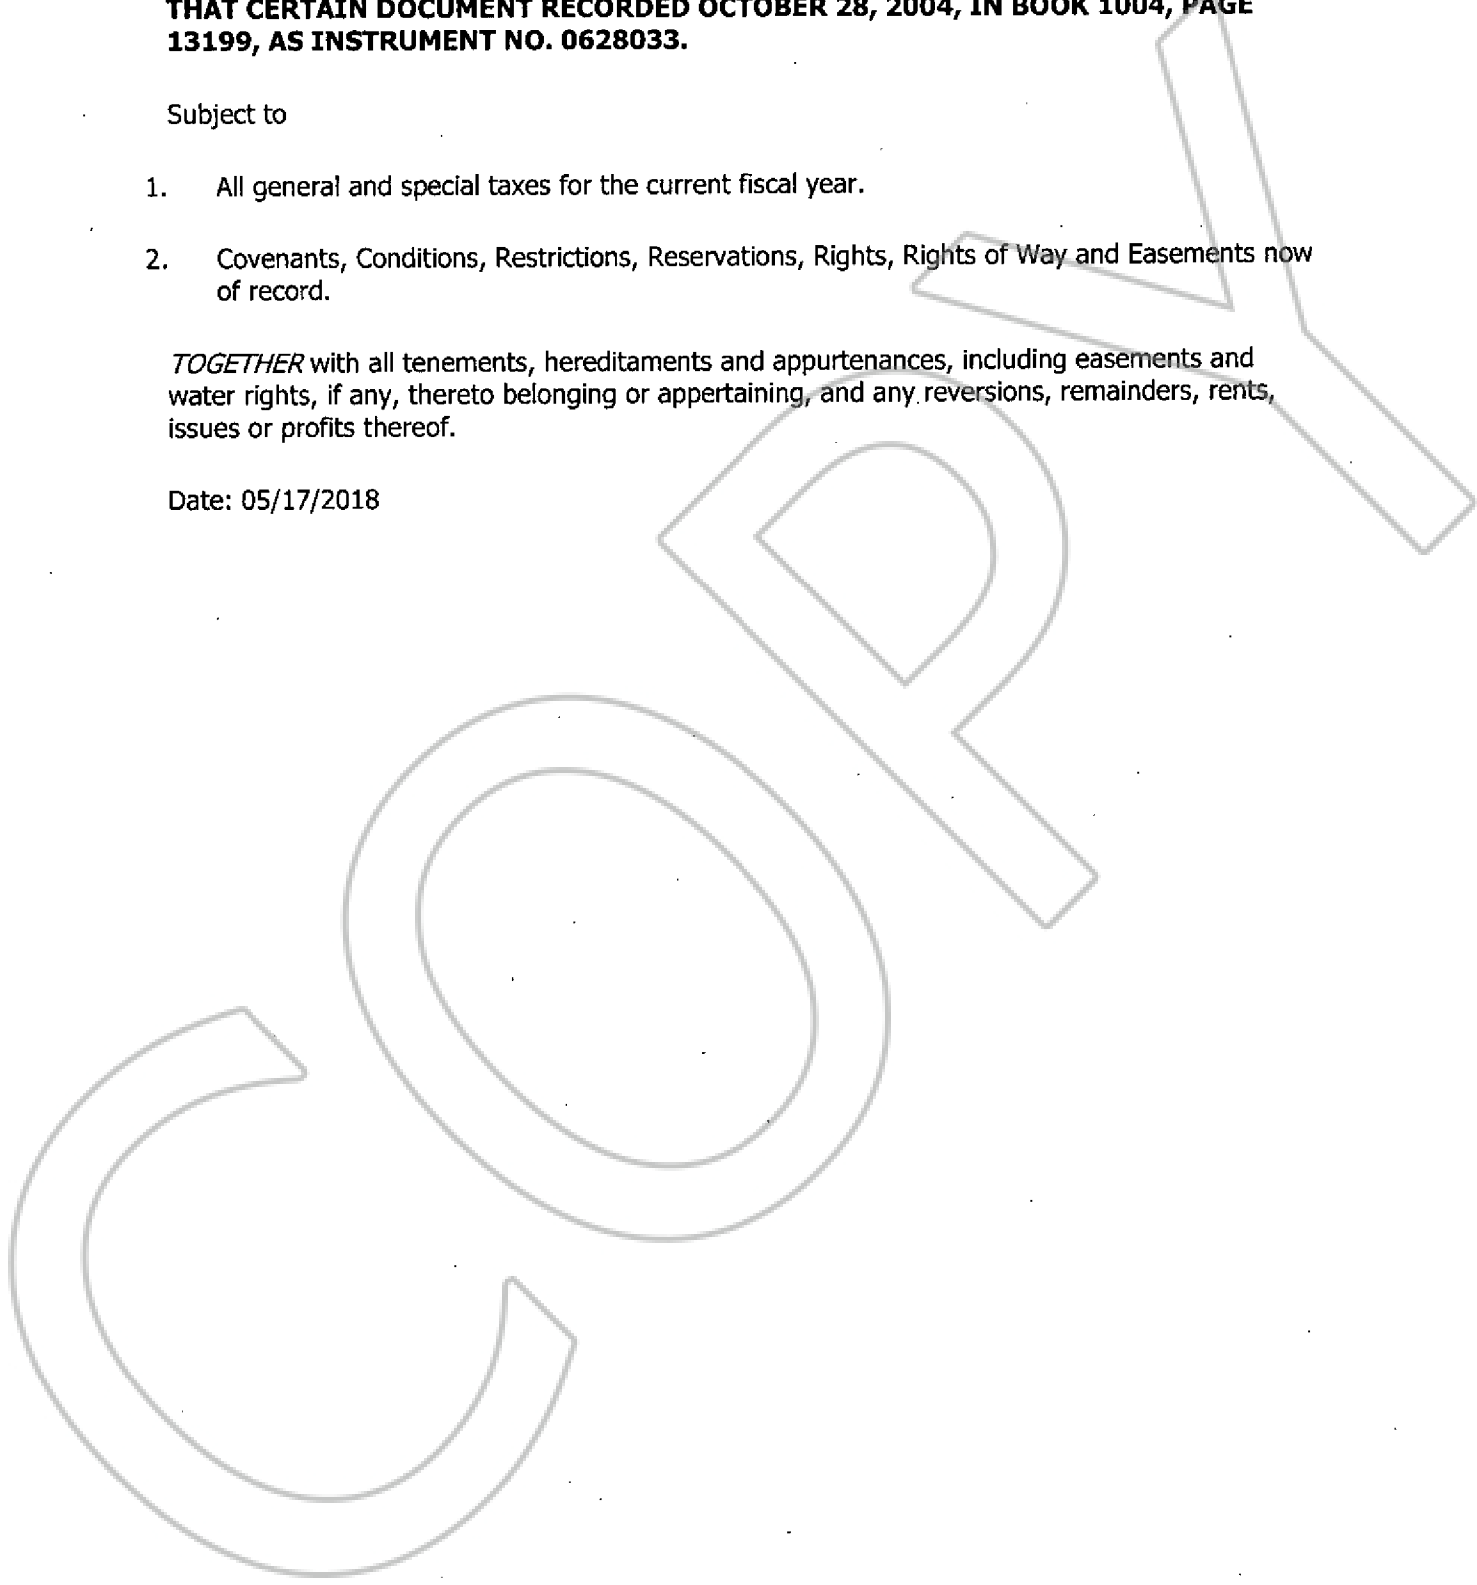 THAT CERTAIN DOCUMENT RECORDED OCTOBER 28, 2004, IN BOOK 1004, PAGE
13199, AS INSTRUMENT NO. 0628033.
Subject to
1. All general and special taxes for the current fiscal year.
2. Covenants, Conditions, Restrictions, Reservations, Rights, Rights of Way and Easements now
of record.
TOGETHER with all tenements, hereditaments and appurtenances, including easements and
water rights, if any, thereto belonging or appertaining, and any reversions, remainders, rents,
issues or profits thereof.
Date: 05/17/2018
COPY